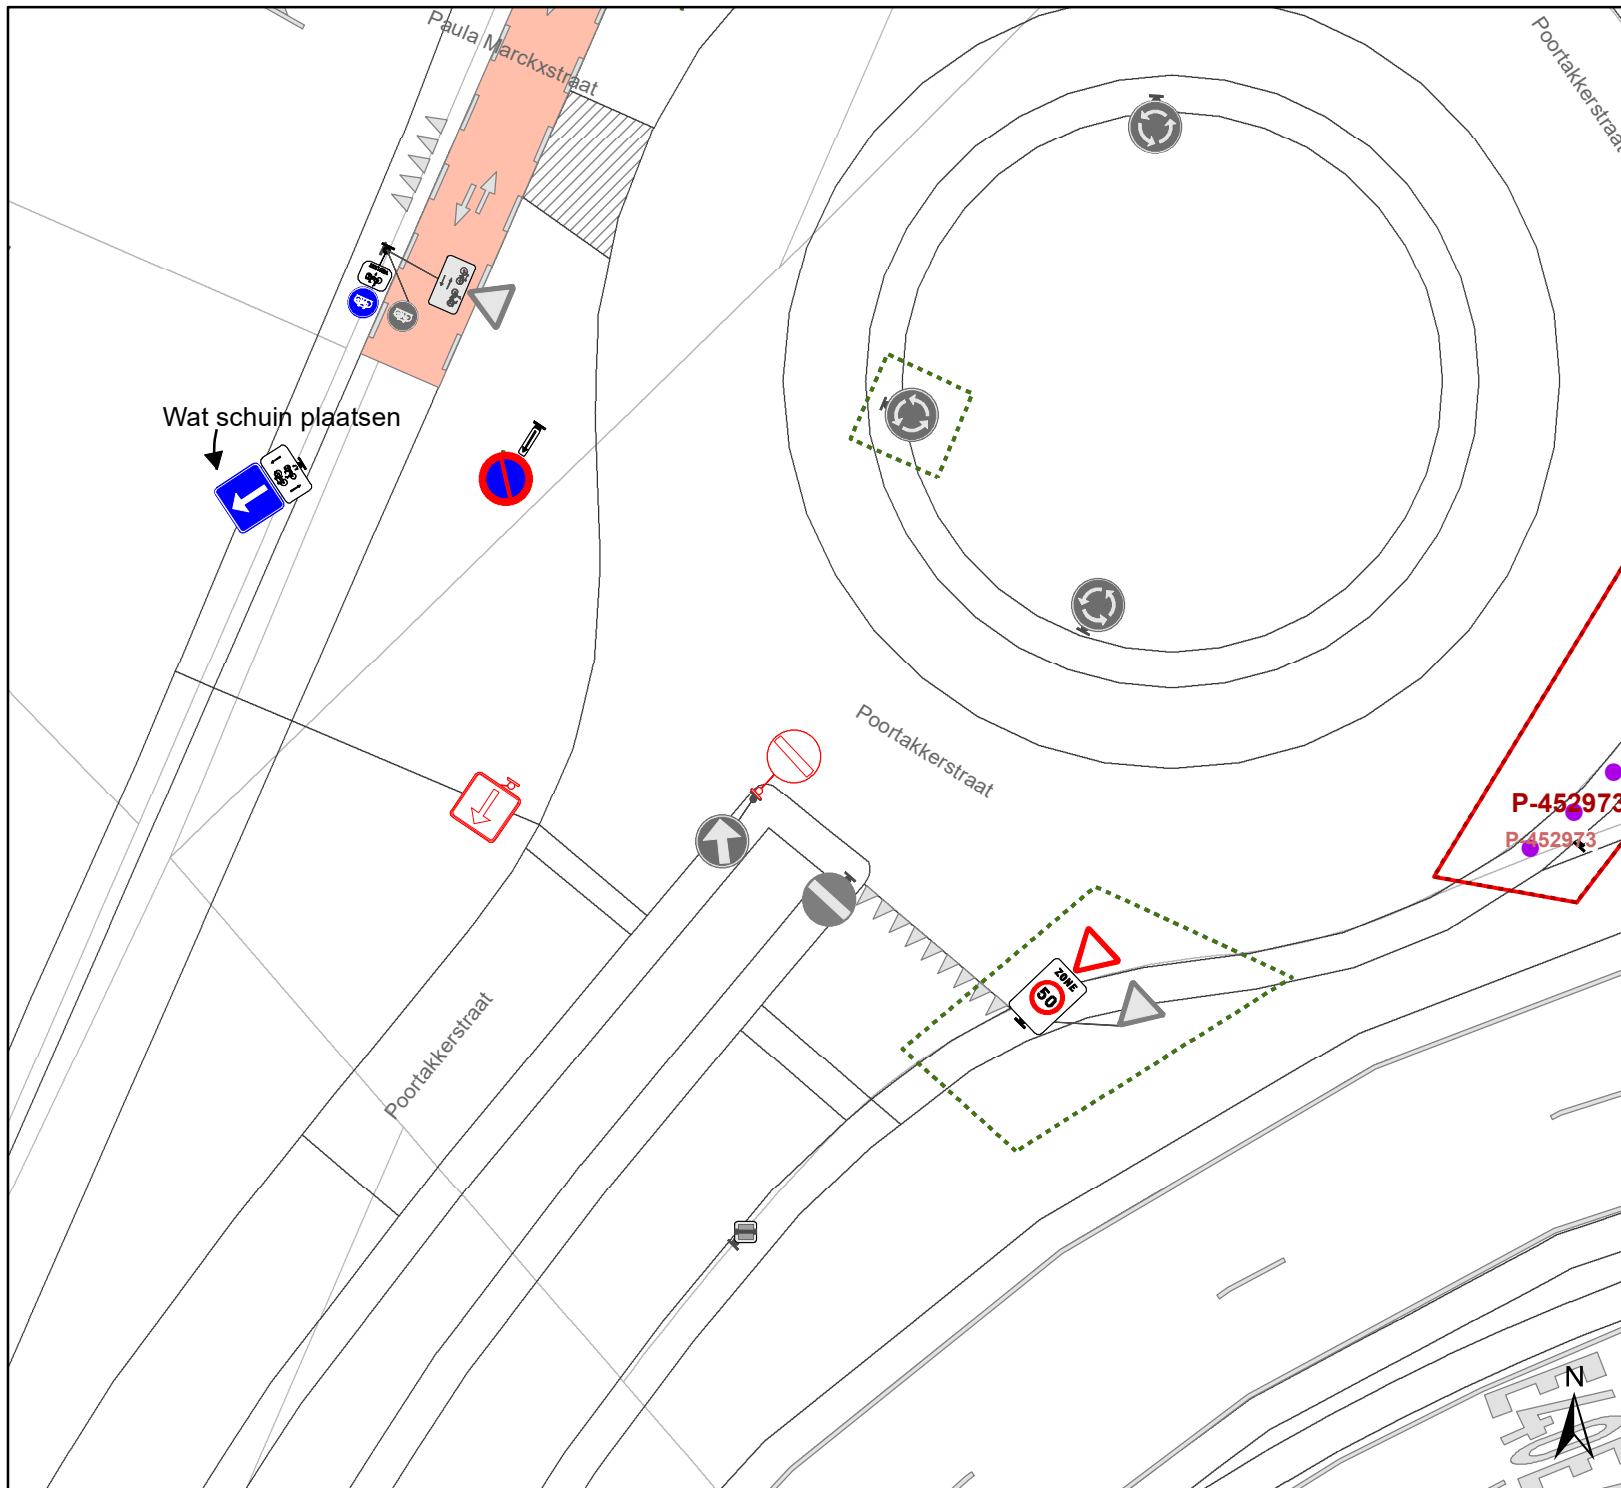 Paula Marckxstraat
Poortakkerstraat
Wat schuin plaatsen
Poortakkerstraat
P-452973
P-452973
ZONE
50
Poortakkerstraat
N